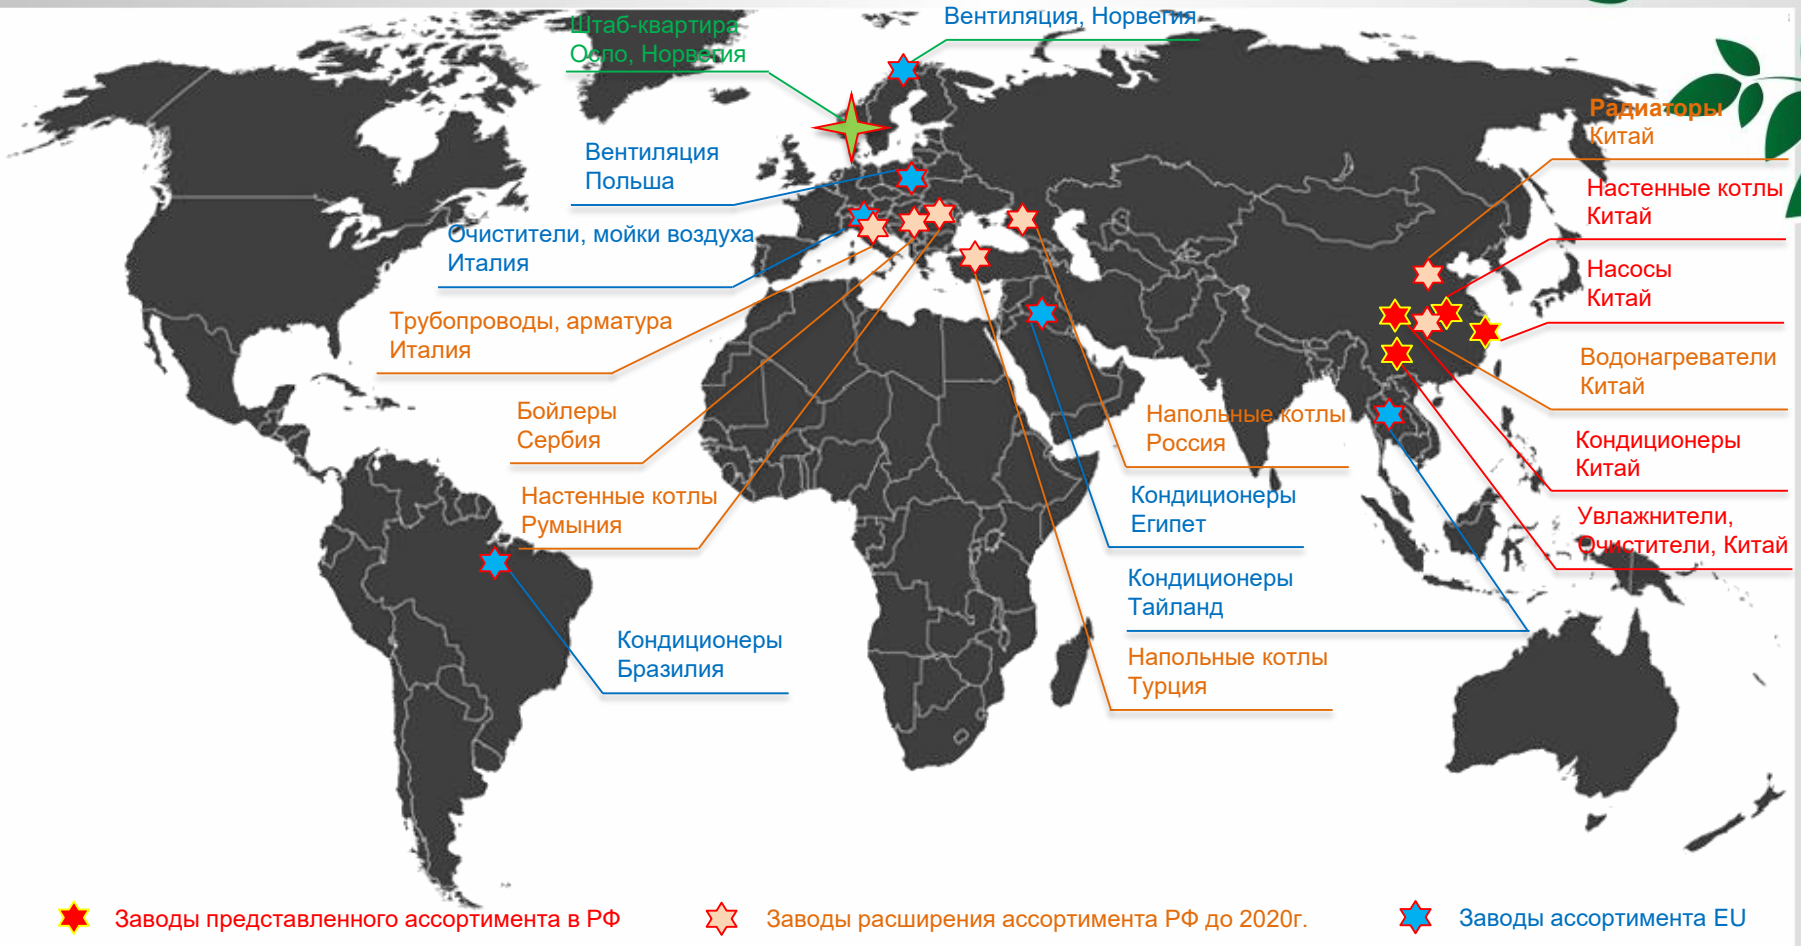 Штаб-квартира
Осло, Норвегия
Вентиляция, Норвегия
Вентиляция
Польша
Очистители, мойки воздуха
Италия
Трубопроводы, арматура
Италия
Бойлеры
Сербия
Настенные котлы
Румыния
Кондиционеры
Бразилия
Напольные котлы
Россия
Кондиционеры
Египет
Кондиционеры
Тайланд
Напольные котлы
Турция
Радиаторы
Китай
Настенные котлы
Китай
Насосы
Китай
Водонагреватели
Китай
Кондиционеры
Китай
Увлажнители,
Очистители, Китай
Заводы представленного ассортимента в РФ
Заводы расширения ассортимента РФ до 2020г.
Заводы ассортимента EU